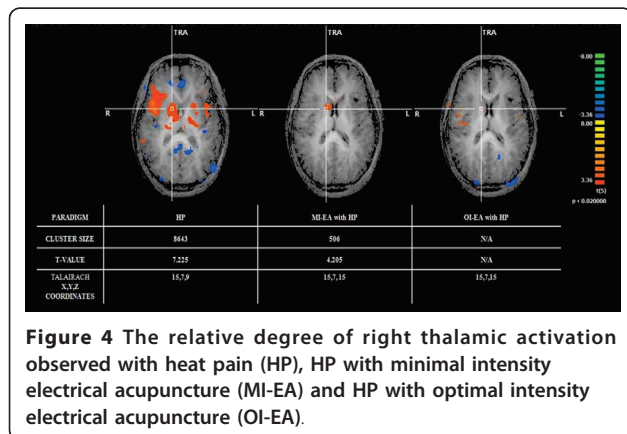 TRA TRA TRA
-8.00
R L R L R L
-3.36
8.00
3.36
t(5)
p < 0.020000
PARADIGM HP MI-EA with HP OI-EA with HP
CLUSTER SIZE 8643 506 N/A
T-VALUE 7.225 4.205 N/A
TALAIRACH
X,Y,Z
COORDINATES
15,7,9 15,7,15 15,7,15
Figure 4 The relative degree of right thalamic activation
observed with heat pain (HP), HP with minimal intensity
electrical acupuncture (MI-EA) and HP with optimal intensity
electrical acupuncture (OI-EA).